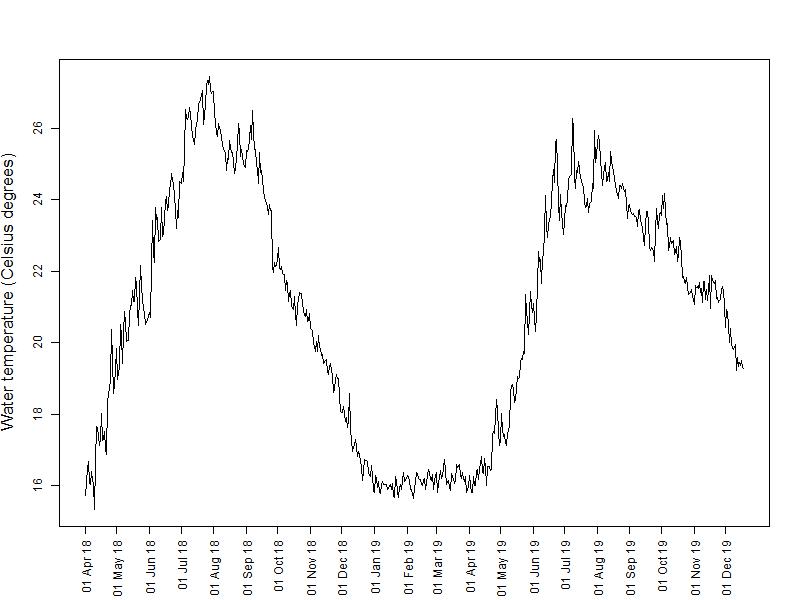 Water temperature (Celsius degrees)
26
24
22
20
18
16
01 Apr 18
01 May 18
01 Jun 18
01 Jul 18
01 Aug 18
01 Sep 18
01 Oct 18
01 Nov 18
01 Dec 18
01 Jan 19
01 Feb 19
01 Mar 19
01 Apr 19
01 May 19
01 Jun 19
01 Jul 19
01 Aug 19
01 Sep 19
01 Oct 19
01 Nov 19
01 Dec 19